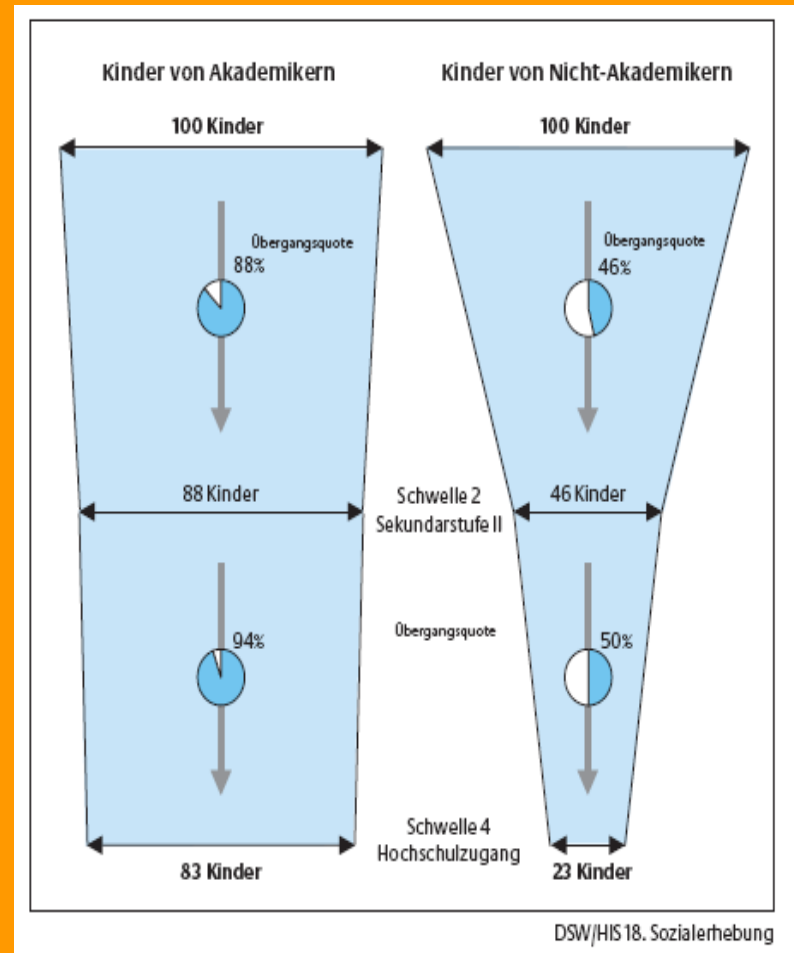 Kinder von Akademikern
Kinder von Nicht-Akademikern
100 Kinder
100 Kinder
Übergangsquote
88%
Übergangsquote
46%
88 Kinder
Schwelle 2
Sekundarstufe II
46 Kinder
94%
Übergangsquote
50%
Schwelle 4
Hochschulzugang
83 Kinder
23 Kinder
DSW/HIS 18. Sozialerhebung